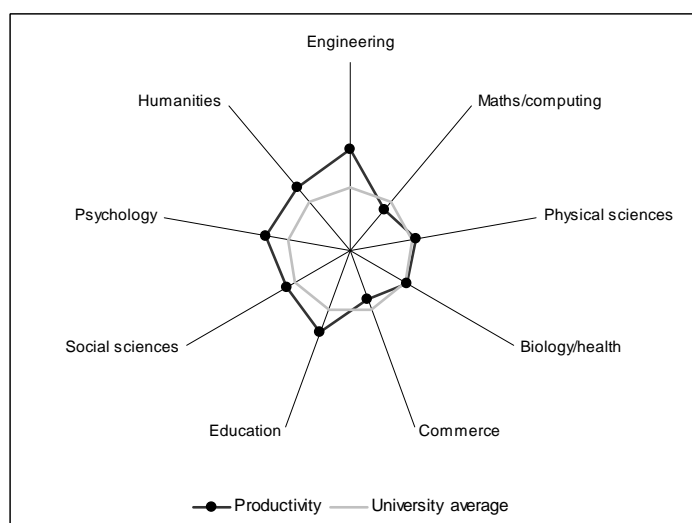 Engineering
Humanities
Maths/computing
Psychology
Physical sciences
Social sciences
Biology/health
Education
Commerce
Productivity
University average